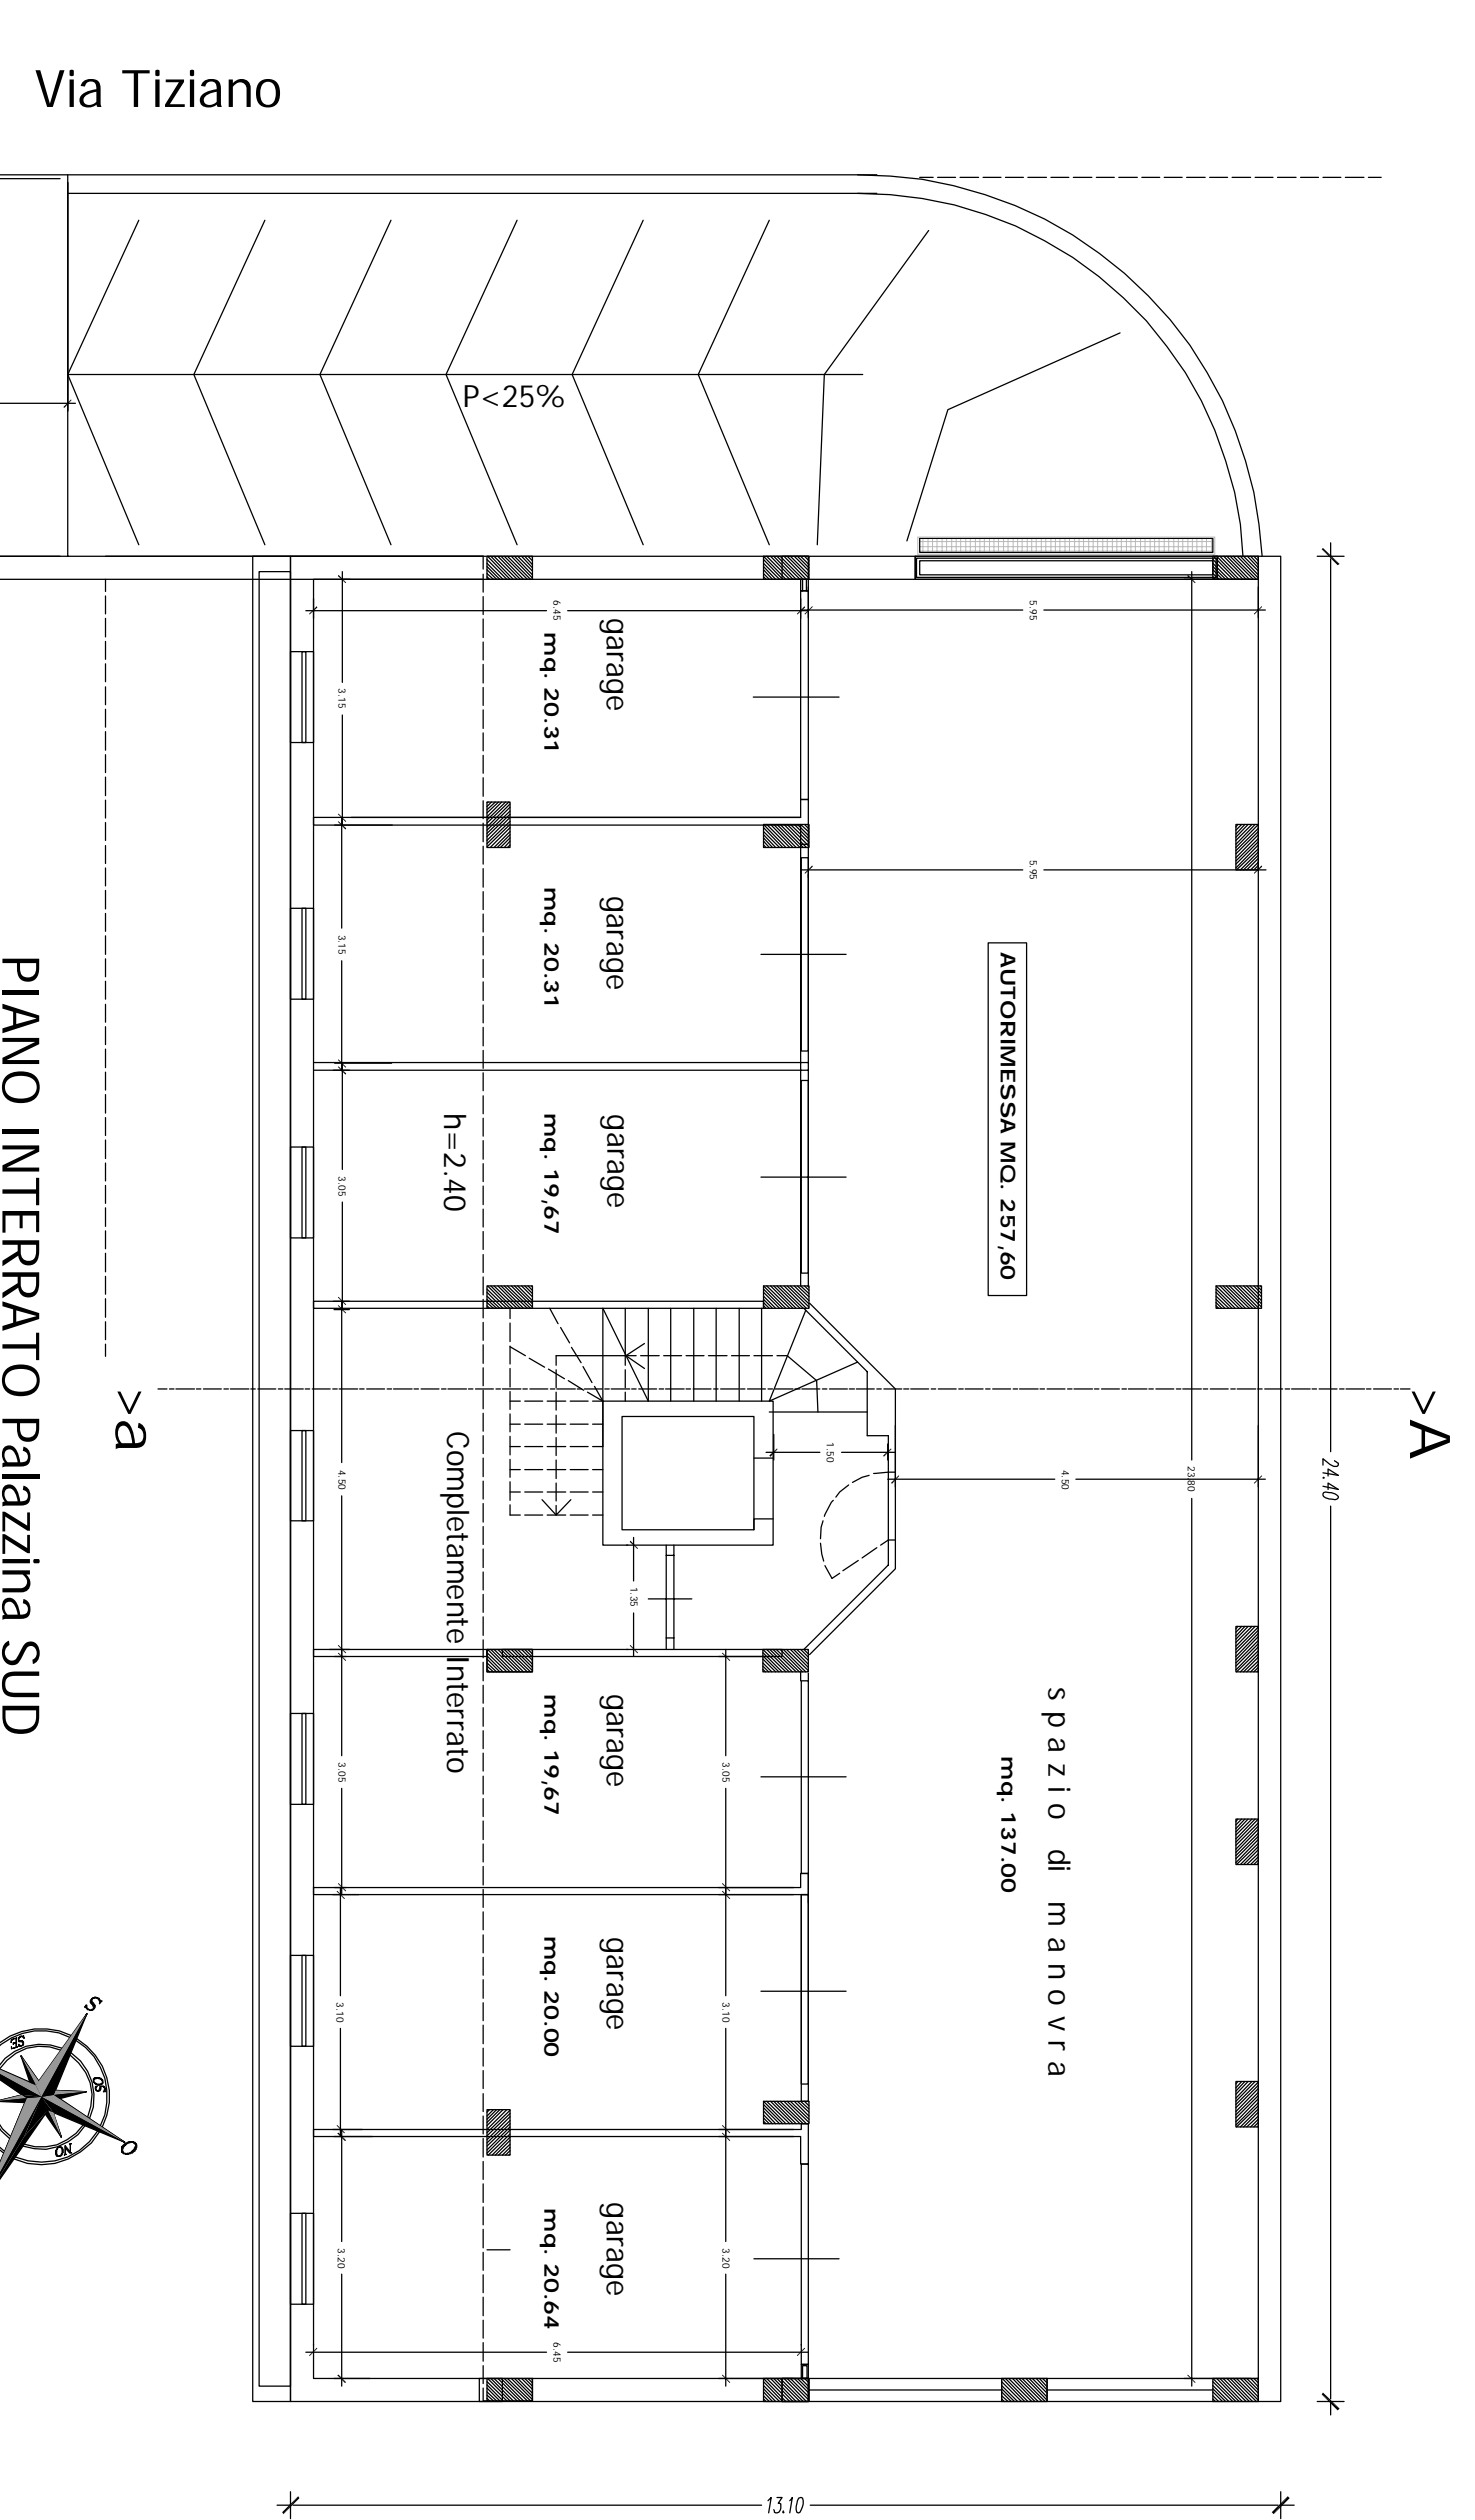 Via Tiziano
P<25%
6.45
5.95
garage
mq. 20.31
3.15
5.95
garage
mq. 20.31
3.15
AUTORIMESSA MQ. 257,60
garage
mq. 19,67
h=2.40
3.05
>a
>A
1.50
4.50
23.80
24.40
4.50
Completamente Interrato
1.35
PIANO INTERRATO Palazzina SUD
garage
mq. 19,67
3.05
3.05
spazio di manovra
mq. 137.00
garage
mq. 20.00
3.10
3.10
S
SE
SO
O
NO
garage
mq. 20.64
3.20
3.20
6.45
13.10